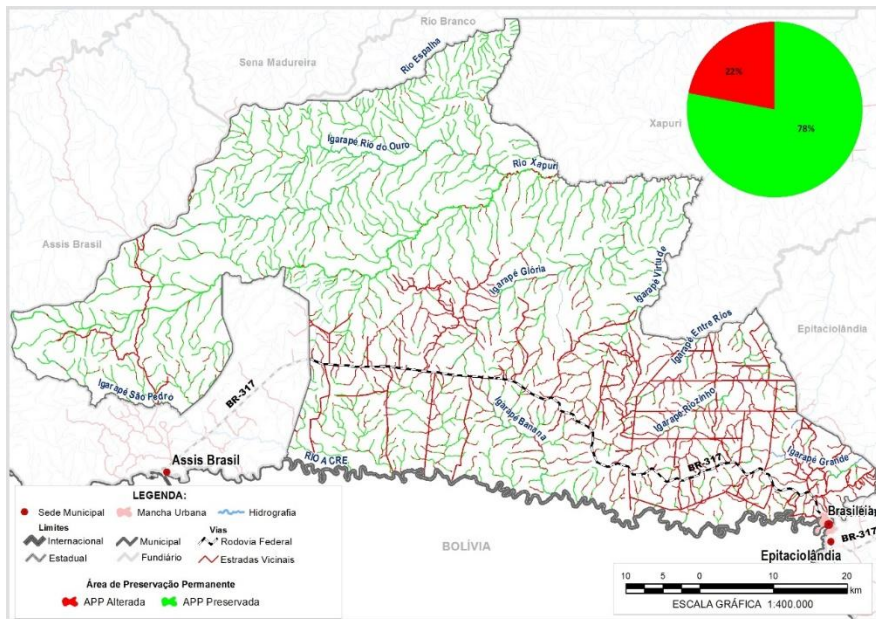 Rio Branco
Rio Espalha
Sena Madureira
22%
78%
Xapuri
Igarapé Rio do Ouro
Rio Xapuri
Assis Brasil
Igarapé Glória
Igarapé Virtude
Igarapé Entre Rios
Epitaciolândia
Igarapé São Pedro
BR-317
Igarapé Banana
Igarapé Riozinho
Assis Brasil
RIO ACRE
BR-317
Igarapé Grande
LEGENDA:
Sede Municipal Mancha Urbana Hidrografia
Limites Vias
Internacional Municipal Rodovia Federal
Estadual Fundiário Estradas Vicinais
Área de Preservação Permanente
APP Alterada APP Preservada
BOLÍVIA
Brasiléia
BR-317
Epitaciolândia
10 5 0 10 20
km
ESCALA GRÁFICA 1:400.000